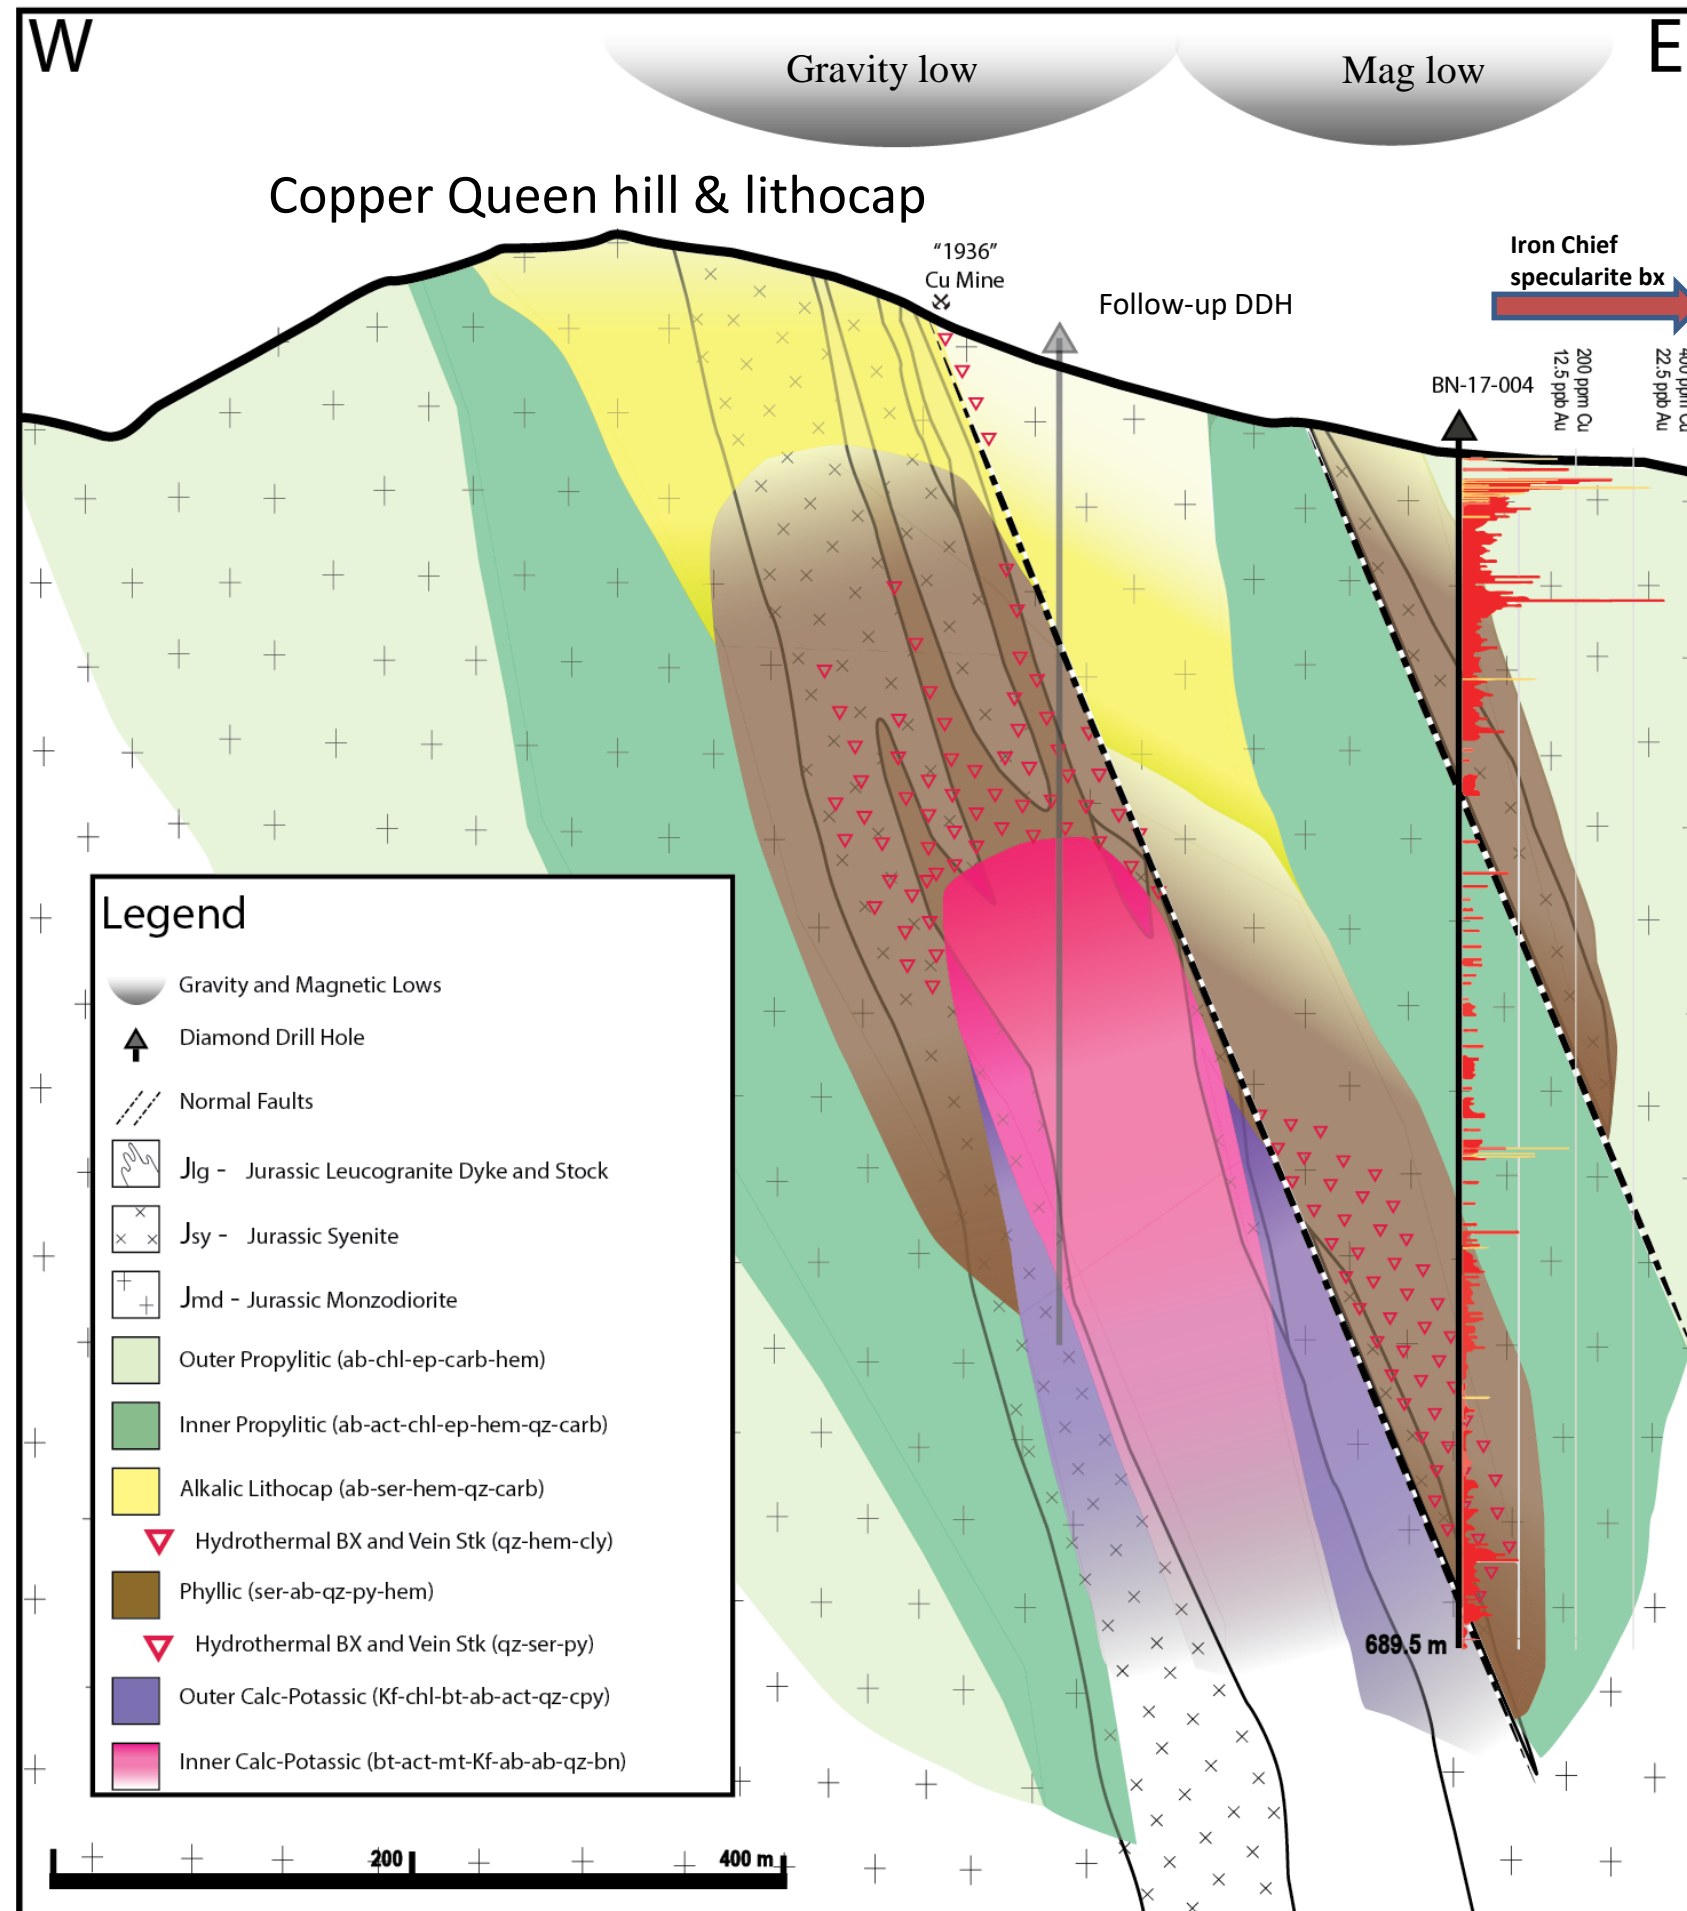 W
E
Gravity low
Mag low
Copper Queen hill & lithocap
“1936”
Cu Mine
Follow-up DDH
Iron Chief
specularite bx
BN-17-004
12.5 ppb Au
200 ppm Cu
22.5 ppb Au
400 ppm Cu
Legend
Gravity and Magnetic Lows
Diamond Drill Hole
Normal Faults
Jlg - Jurassic Leucogranite Dyke and Stock
Jsy - Jurassic Syenite
Jmd - Jurassic Monzodiorite
Outer Propylitic (ab-chl-ep-carb-hem)
Inner Propylitic (ab-act-chl-ep-hem-qz-carb)
Alkalic Lithocap (ab-ser-hem-qz-carb)
Hydrothermal BX and Vein Stk (qz-hem-cly)
Phyllic (ser-ab-qz-py-hem)
Hydrothermal BX and Vein Stk (qz-ser-py)
Outer Calc-Potassic (Kf-chl-bt-ab-act-qz-cpy)
Inner Calc-Potassic (bt-act-mt-Kf-ab-ab-qz-bn)
689.5 m
200
400 m